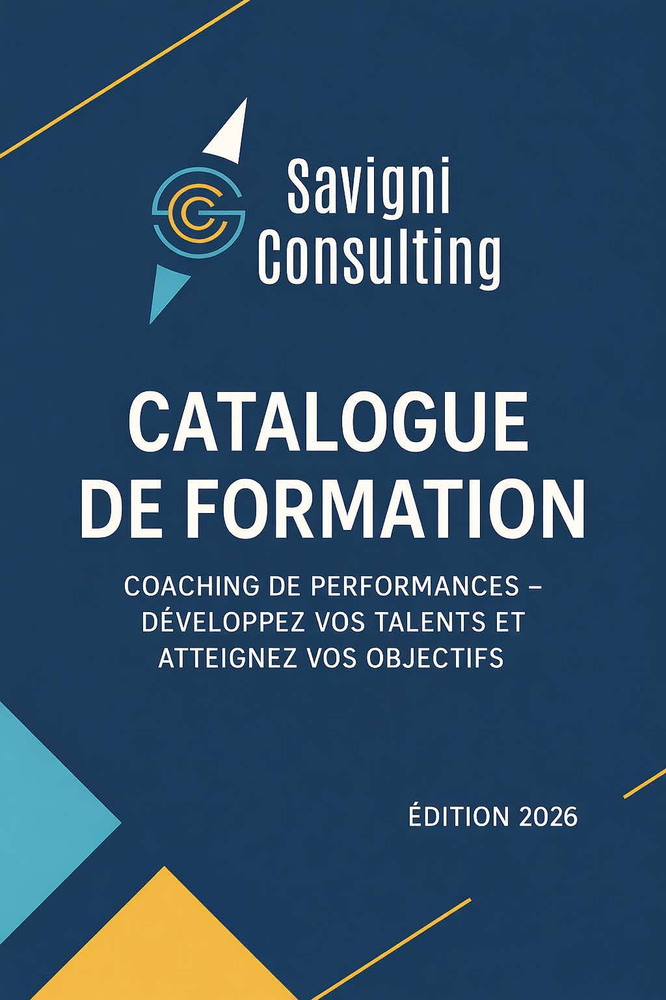 Savigni
Consulting
CATALOGUE
DE FORMATION
COACHING DE PERFORMANCES –
DÉVELOPPEZ VOS TALENTS ET
ATTEIGNEZ VOS OBJECTIFS
ÉDITION 2026